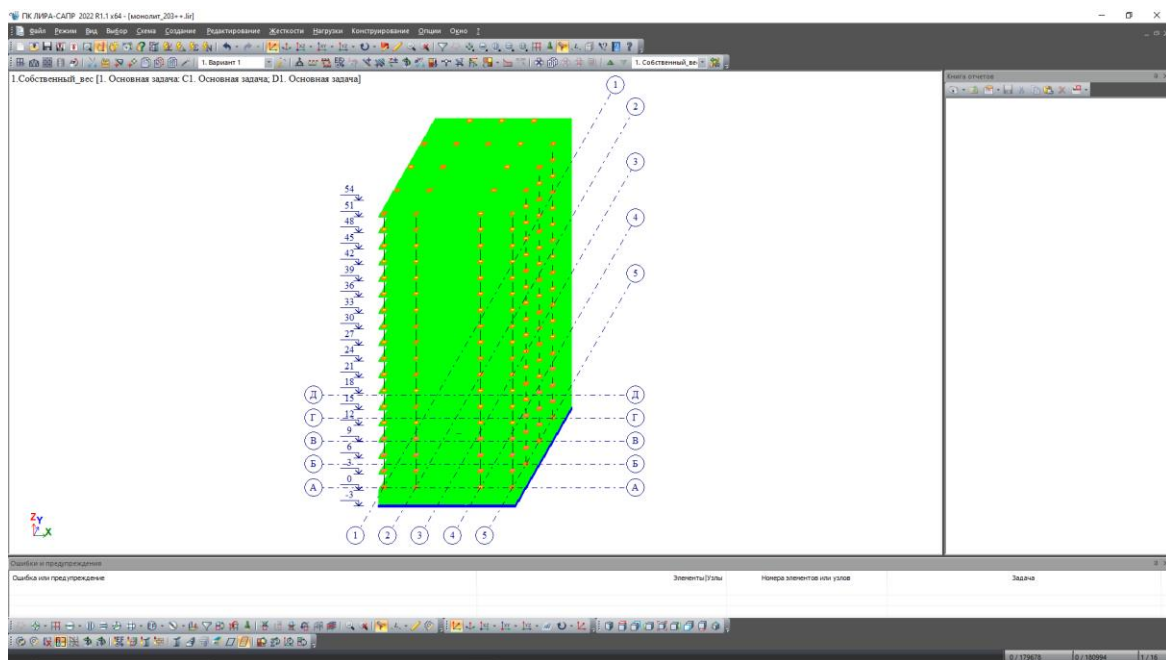 ПК ЛИРА-САПР 2022 R1.1 x64 - [монолит_203++.lir]
Файл Режим Вид Выбор Схема Создание Редактирование Жесткости Нагрузки Конструирование Опции Окно ?
1. Вариант 1
1. Собственный_вес
1.Собственный_вес [1. Основная задача: C1. Основная задача; D1. Основная задача]
Книга отчетов
1
2
3
4
5
54
51
48
45
42
39
36
33
30
27
24
21
18
15
12
9
6
3
0
-3
Д Д
Г Г
В В
Б Б
А А
1 2 3 4 5
Z Y
X
Ошибки и предупреждения
Ошибка или предупреждение Элементы/Узлы Номера элементов или узлов Задача
0 / 179678 0 / 180994 1 / 16